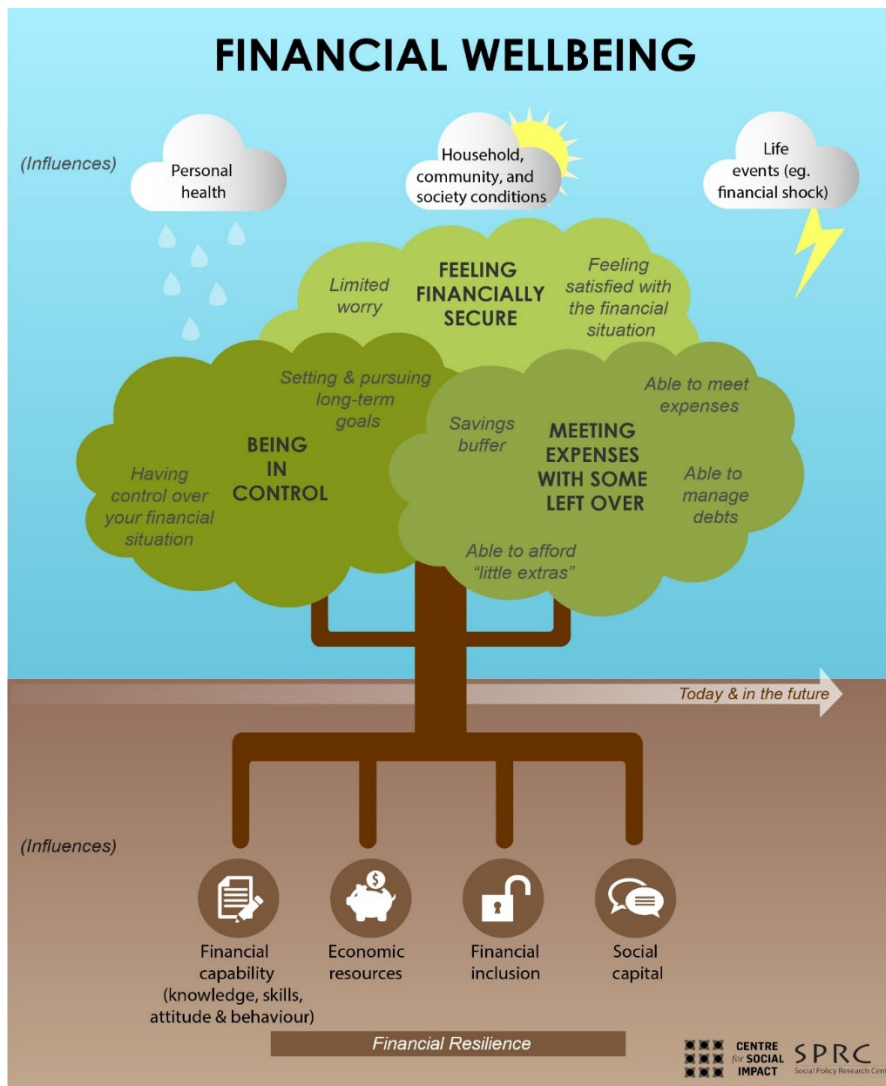 FINANCIAL WELLBEING
(Influences)
Personal
health
Household,
community, and
society conditions
Life
events (eg.
financial shock)
Limited
worry
FEELING
FINANCIALLY
SECURE
Feeling
satisfied with
the financial
situation
Setting & pursuing
long-term
goals
BEING
IN
CONTROL
Having
control over
your financial
situation
Savings
buffer
MEETING
EXPENSES
WITH SOME
LEFT OVER
Able to meet
expenses
Able to
manage
debts
Able to afford
“little extras”
Today & in the future
(Influences)
$
Financial
capability
(knowledge, skills,
attitude & behaviour)
Economic
resources
Financial
inclusion
Social
capital
Financial Resilience
CENTRE
for SOCIAL
IMPACT
SPRC
Social Policy Research